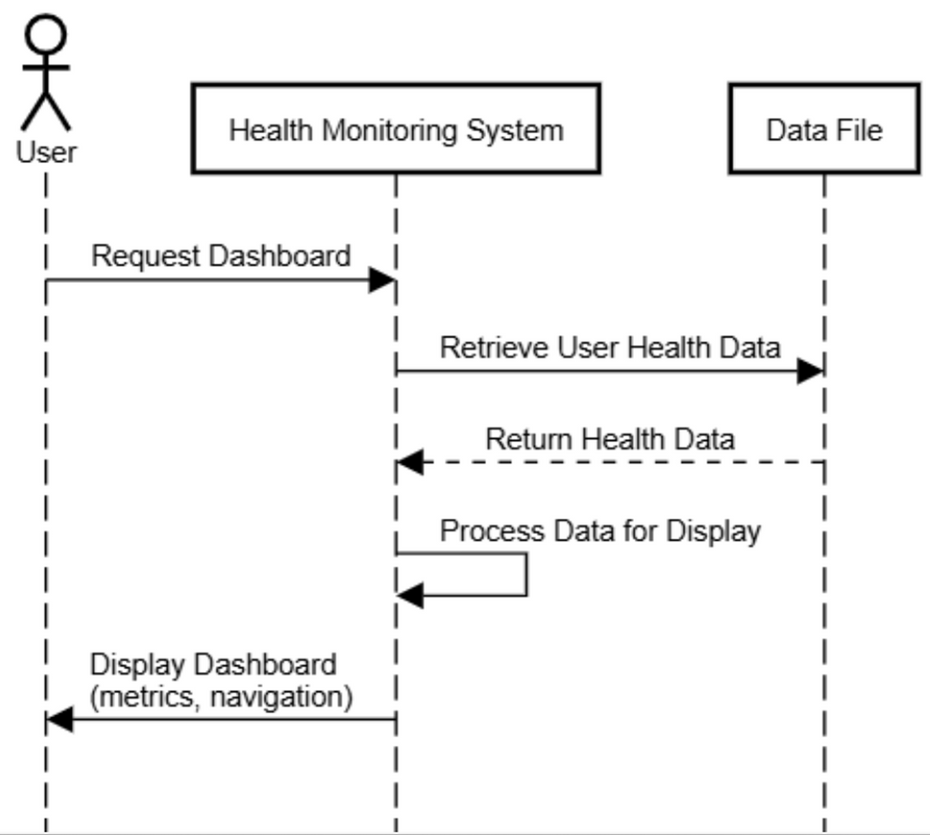 User
Health Monitoring System
Data File
Request Dashboard
Retrieve User Health Data
Return Health Data
Process Data for Display
Display Dashboard
(metrics, navigation)